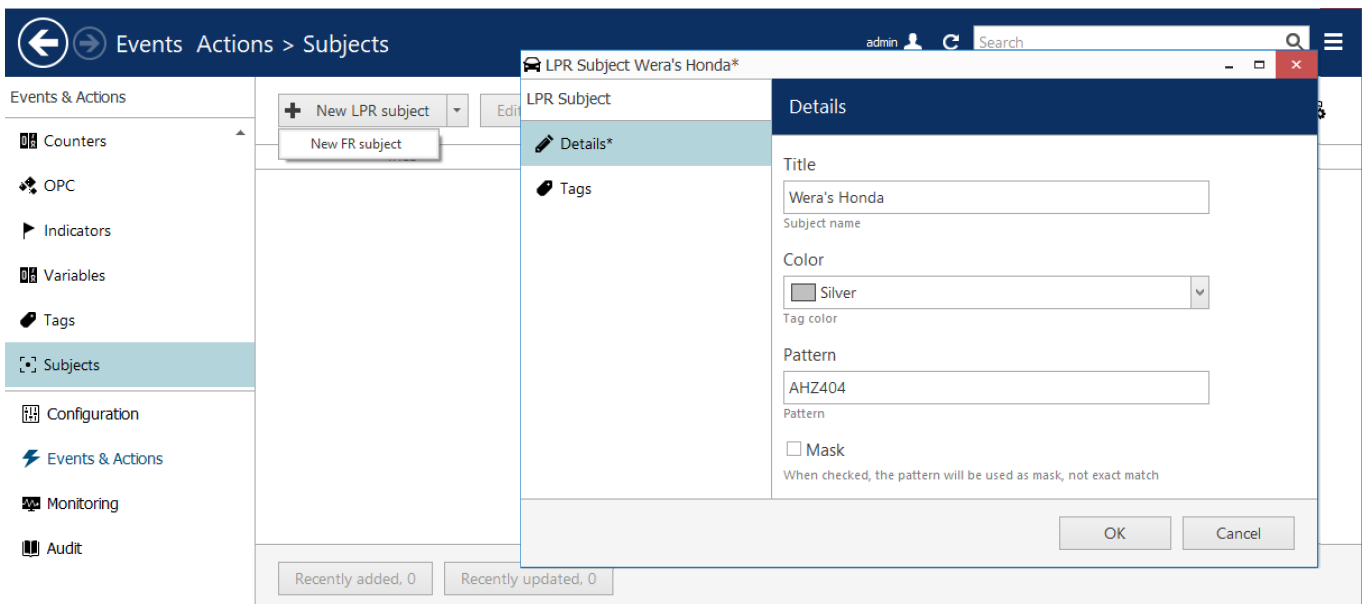 Events Actions > Subjects
admin
Search
Events & Actions
Counters
OPC
Indicators
Variables
Tags
Subjects
Configuration
Events & Actions
Monitoring
Audit
New LPR subject
Edit
New FR subject
Recently added, 0
Recently updated, 0
LPR Subject Wera's Honda*
LPR Subject
Details*
Tags
Details
Title
Wera's Honda
Subject name
Color
Silver
Tag color
Pattern
AHZ404
Pattern
Mask
When checked, the pattern will be used as mask, not exact match
OK
Cancel